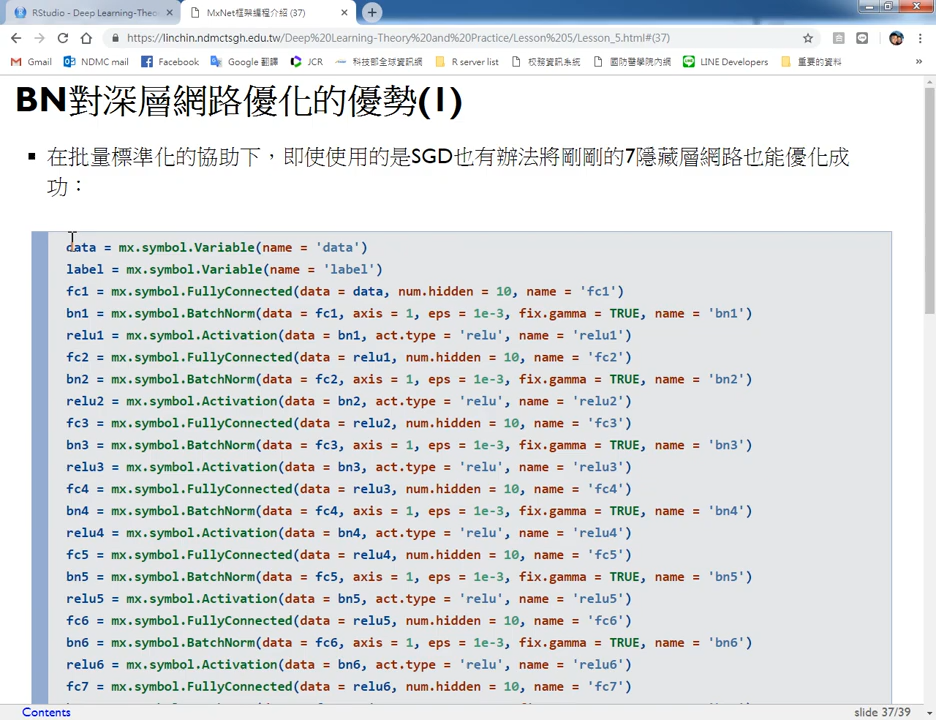 RStudio - Deep Learning-Theo
MxNet框架編程介紹 (37)
https://linchin.ndmctsgh.edu.tw/Deep%20Learning-Theory%20and%20Practice/Lesson%205/Lesson_5.html#(37)
Gmail NDMC mail Facebook Google 翻譯 JCR 科技部全球資訊網 R server list 校務資訊系統 國防醫學院內網 LINE Developers 重要的資料 »
BN對深層網路優化的優勢(1)
在批量標準化的協助下，即使使用的是SGD也有辦法將剛剛的7隱藏層網路也能優化成
功：
data = mx.symbol.Variable(name = 'data')
label = mx.symbol.Variable(name = 'label')
fc1 = mx.symbol.FullyConnected(data = data, num.hidden = 10, name = 'fc1')
bn1 = mx.symbol.BatchNorm(data = fc1, axis = 1, eps = 1e-3, fix.gamma = TRUE, name = 'bn1')
relu1 = mx.symbol.Activation(data = bn1, act.type = 'relu', name = 'relu1')
fc2 = mx.symbol.FullyConnected(data = relu1, num.hidden = 10, name = 'fc2')
bn2 = mx.symbol.BatchNorm(data = fc2, axis = 1, eps = 1e-3, fix.gamma = TRUE, name = 'bn2')
relu2 = mx.symbol.Activation(data = bn2, act.type = 'relu', name = 'relu2')
fc3 = mx.symbol.FullyConnected(data = relu2, num.hidden = 10, name = 'fc3')
bn3 = mx.symbol.BatchNorm(data = fc3, axis = 1, eps = 1e-3, fix.gamma = TRUE, name = 'bn3')
relu3 = mx.symbol.Activation(data = bn3, act.type = 'relu', name = 'relu3')
fc4 = mx.symbol.FullyConnected(data = relu3, num.hidden = 10, name = 'fc4')
bn4 = mx.symbol.BatchNorm(data = fc4, axis = 1, eps = 1e-3, fix.gamma = TRUE, name = 'bn4')
relu4 = mx.symbol.Activation(data = bn4, act.type = 'relu', name = 'relu4')
fc5 = mx.symbol.FullyConnected(data = relu4, num.hidden = 10, name = 'fc5')
bn5 = mx.symbol.BatchNorm(data = fc5, axis = 1, eps = 1e-3, fix.gamma = TRUE, name = 'bn5')
relu5 = mx.symbol.Activation(data = bn5, act.type = 'relu', name = 'relu5')
fc6 = mx.symbol.FullyConnected(data = relu5, num.hidden = 10, name = 'fc6')
bn6 = mx.symbol.BatchNorm(data = fc6, axis = 1, eps = 1e-3, fix.gamma = TRUE, name = 'bn6')
relu6 = mx.symbol.Activation(data = bn6, act.type = 'relu', name = 'relu6')
fc7 = mx.symbol.FullyConnected(data = relu6, num.hidden = 10, name = 'fc7')
Contents
slide 37/39